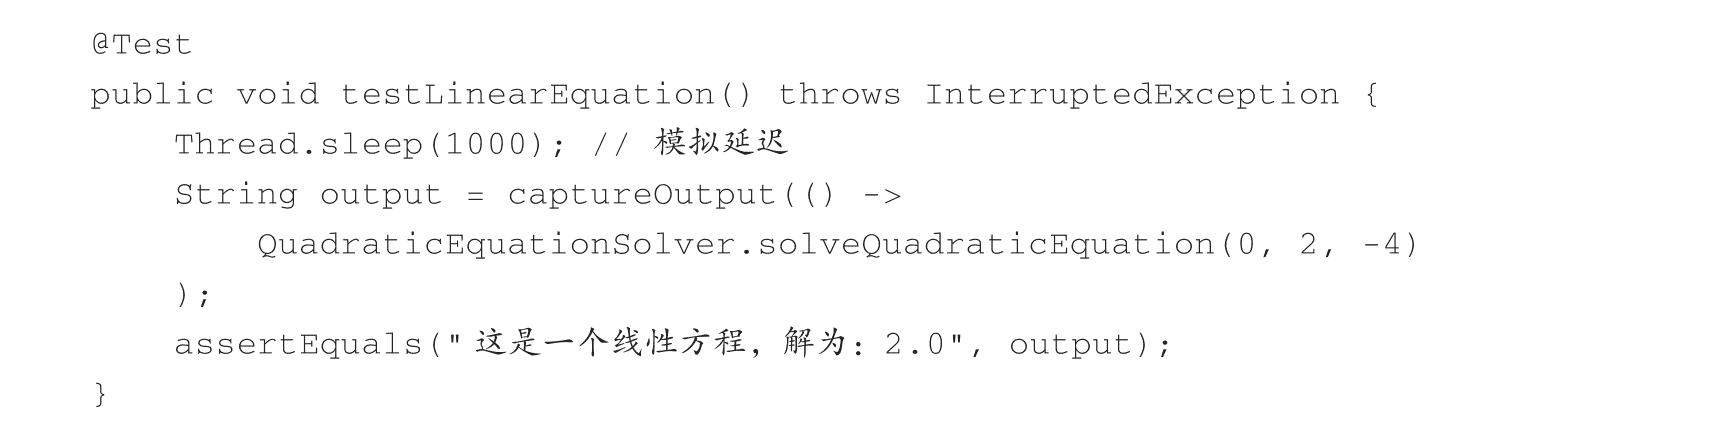 @Test
public void testLinearEquation() throws InterruptedException {
Thread.sleep(1000); // 模拟延迟
String output = captureOutput(() ->
QuadraticEquationSolver.solveQuadraticEquation(0, 2, -4)
);
assertEquals("这是一个线性方程，解为：2.0", output);
}